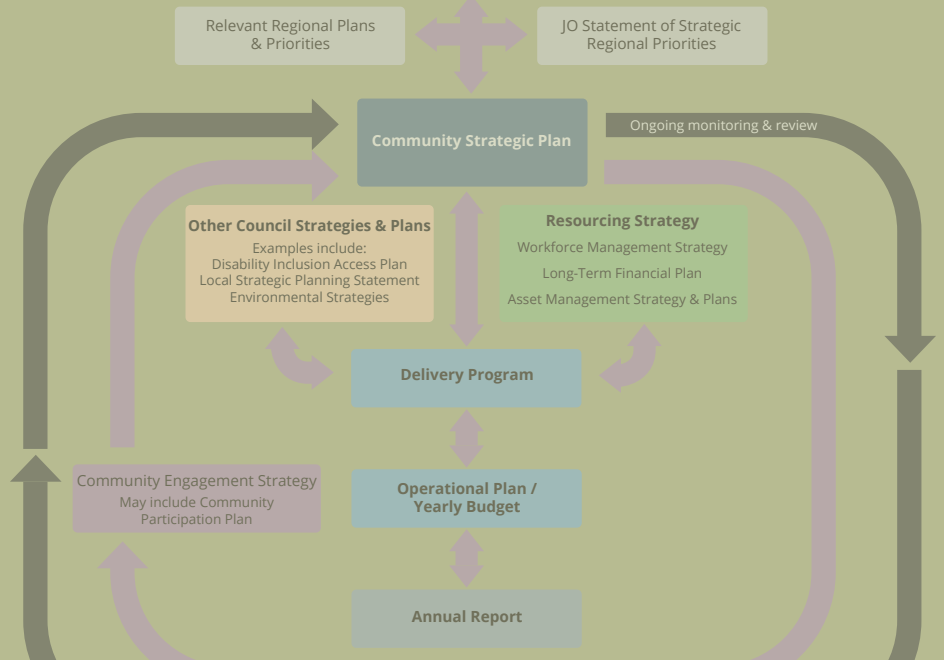 Relevant Regional Plans
& Priorities
JO Statement of Strategic
Regional Priorities
Community Strategic Plan
Ongoing monitoring & review
Other Council Strategies & Plans
Examples include:
Disability Inclusion Access Plan
Local Strategic Planning Statement
Environmental Strategies
Resourcing Strategy
Workforce Management Strategy
Long-Term Financial Plan
Asset Management Strategy & Plans
Delivery Program
Community Engagement Strategy
May include Community
Participation Plan
Operational Plan /
Yearly Budget
Annual Report